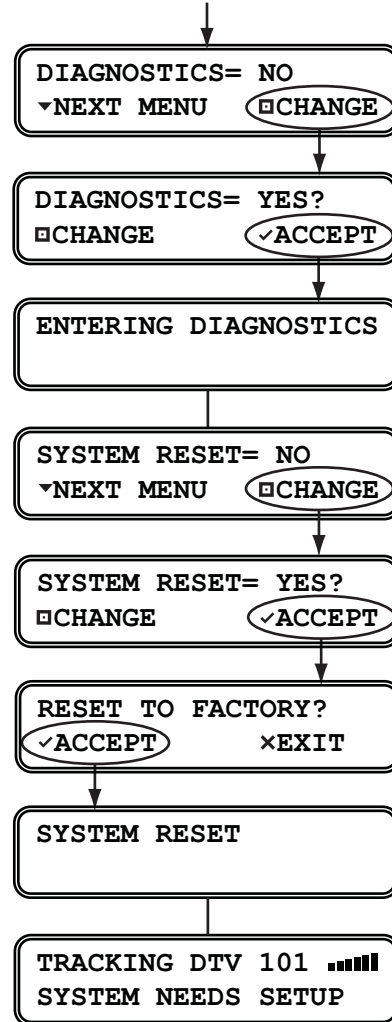 DIAGNOSTICS= NO
▾NEXT MENU ⊡CHANGE
DIAGNOSTICS= YES?
⊡CHANGE ✓ACCEPT
ENTERING DIAGNOSTICS
SYSTEM RESET= NO
▾NEXT MENU ⊡CHANGE
SYSTEM RESET= YES?
⊡CHANGE ✓ACCEPT
RESET TO FACTORY?
✓ACCEPT ×EXIT
SYSTEM RESET
TRACKING DTV 101
SYSTEM NEEDS SETUP